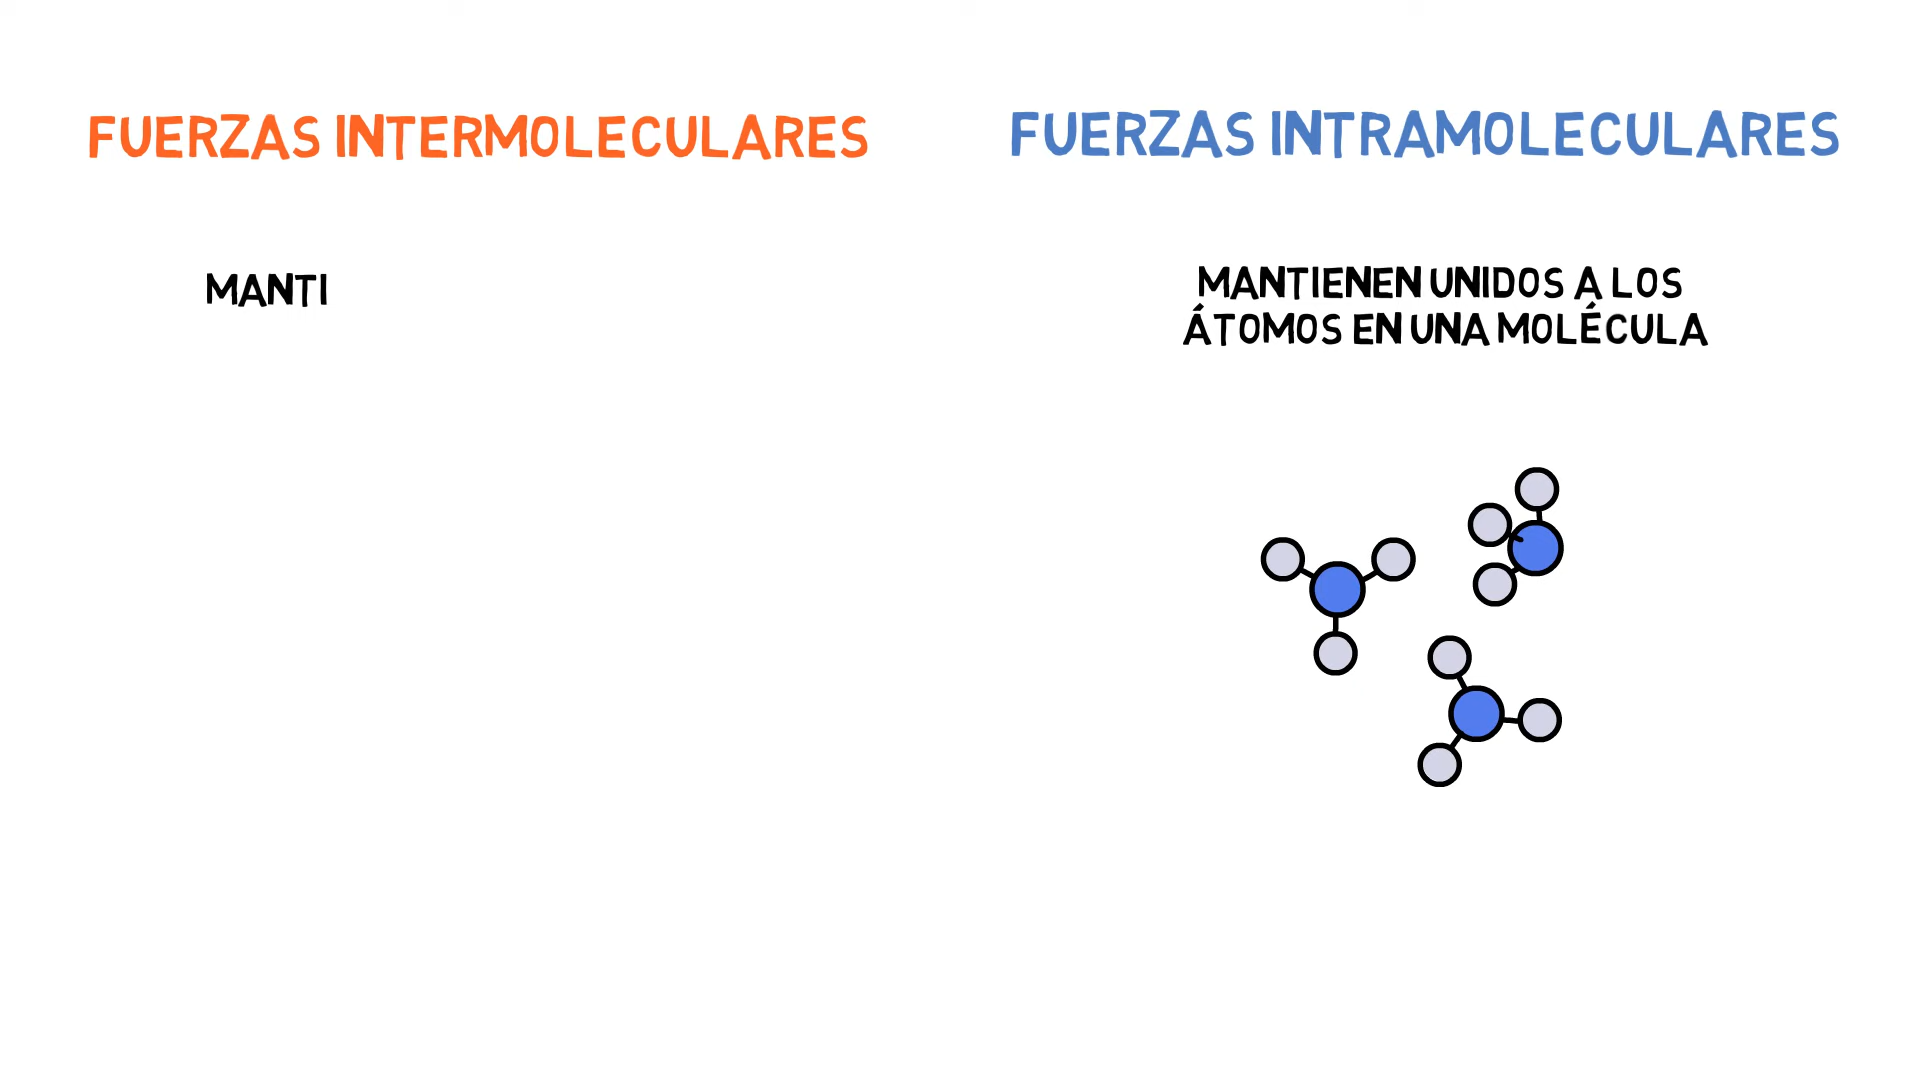 FUERZAS INTERMOLECULARES
MANTI
FUERZAS INTRAMOLECULARES
MANTIENEN UNIDOS A LOS
ÁTOMOS EN UNA MOLÉCULA